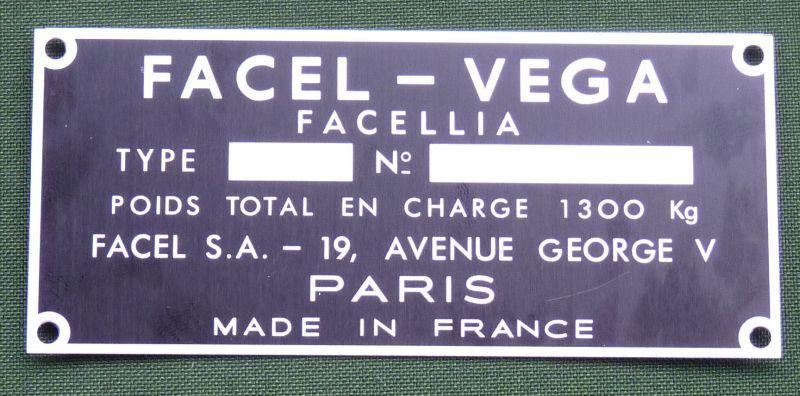 FACEL – VEGA
FACELLIA
TYPE Nº
POIDS TOTAL EN CHARGE 1300 Kg
FACEL S.A. – 19, AVENUE GEORGE V
PARIS
MADE IN FRANCE